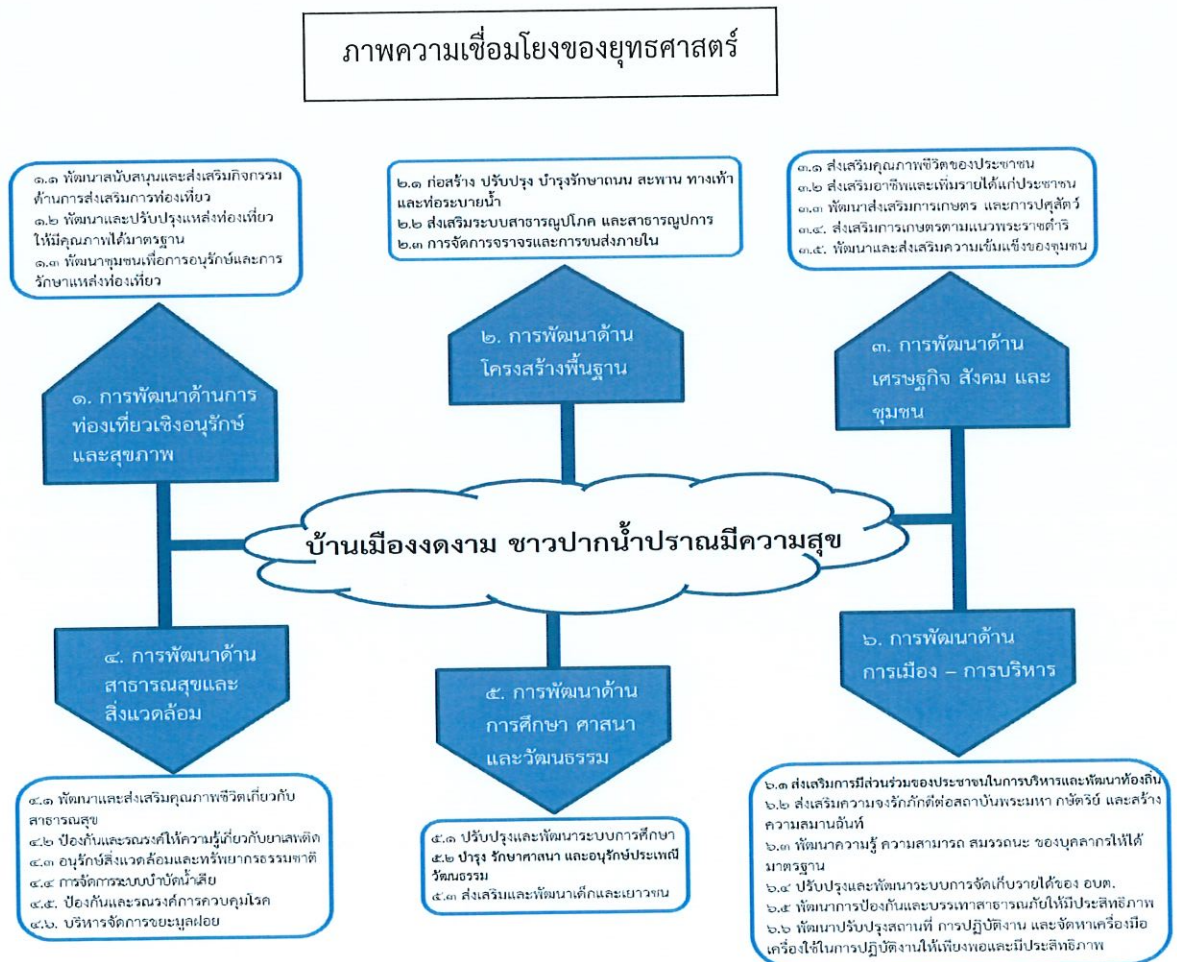 ภาพความเชื่อมโยงของยุทธศาสตร์
๑.๑ พัฒนาสนับสนุนและส่งเสริมกิจกรรม
ด้านการส่งเสริมการท่องเที่ยว
๑.๒ พัฒนาและปรับปรุงแหล่งท่องเที่ยว
ให้มีคุณภาพได้มาตรฐาน
๑.๓ พัฒนาชุมชนเพื่อการอนุรักษ์และการ
รักษาแหล่งท่องเที่ยว
๒.๑ ก่อสร้าง ปรับปรุง บำรุงรักษาถนน สะพาน ทางเท้า
และท่อระบายน้ำ
๒.๒ ส่งเสริมระบบสาธารณูปโภค และสาธารณูปการ
๒.๓ การจัดการจราจรและการขนส่งภายใน
๓.๑ ส่งเสริมคุณภาพชีวิตของประชาชน
๓.๒ ส่งเสริมอาชีพและเพิ่มรายได้แก่ประชาชน
๓.๓ พัฒนาส่งเสริมการเกษตร และการปศุสัตว์
๓.๔. ส่งเสริมการเกษตรตามแนวพระราชดำริ
๓.๕. พัฒนาและส่งเสริมความเข้มแข็งของชุมชน
๑. การพัฒนาด้านการ
ท่องเที่ยวเชิงอนุรักษ์
และสุขภาพ
๒. การพัฒนาด้าน
โครงสร้างพื้นฐาน
๓. การพัฒนาด้าน
เศรษฐกิจ สังคม และ
ชุมชน
บ้านเมืองงดงาม ชาวปากน้ำปราณมีความสุข
๔. การพัฒนาด้าน
สาธารณสุขและ
สิ่งแวดล้อม
๕. การพัฒนาด้าน
การศึกษา ศาสนา
และวัฒนธรรม
๖. การพัฒนาด้าน
การเมือง – การบริหาร
๔.๑ พัฒนาและส่งเสริมคุณภาพชีวิตเกี่ยวกับ
สาธารณสุข
๔.๒ ป้องกันและรณรงค์ให้ความรู้เกี่ยวกับยาเสพติด
๔.๓ อนุรักษ์สิ่งแวดล้อมและทรัพยากรธรรมชาติ
๔.๔ การจัดการระบบบำบัดน้ำเสีย
๔.๕. ป้องกันและรณรงค์การควบคุมโรค
๔.๖. บริหารจัดการขยะมูลฝอย
๕.๑ ปรับปรุงและพัฒนาระบบการศึกษา
๕.๒ บำรุง รักษาศาสนา และอนุรักษ์ประเพณี
วัฒนธรรม
๕.๓ ส่งเสริมและพัฒนาเด็กและเยาวชน
๖.๑ ส่งเสริมการมีส่วนร่วมของประชาชนในการบริหารและพัฒนาท้องถิ่น
๖.๒ ส่งเสริมความจงรักภักดีต่อสถาบันพระมหา กษัตริย์ และสร้าง
ความสมานฉันท์
๖.๓ พัฒนาความรู้ ความสามารถ สมรรถนะ ของบุคลากรให้ได้
มาตรฐาน
๖.๔ ปรับปรุงและพัฒนาระบบการจัดเก็บรายได้ของ อบต.
๖.๕ พัฒนาการป้องกันและบรรเทาสาธารณภัยให้มีประสิทธิภาพ
๖.๖ พัฒนาปรับปรุงสถานที่ การปฏิบัติงาน และจัดหาเครื่องมือ
เครื่องใช้ในการปฏิบัติงานให้เพียงพอและมีประสิทธิภาพ